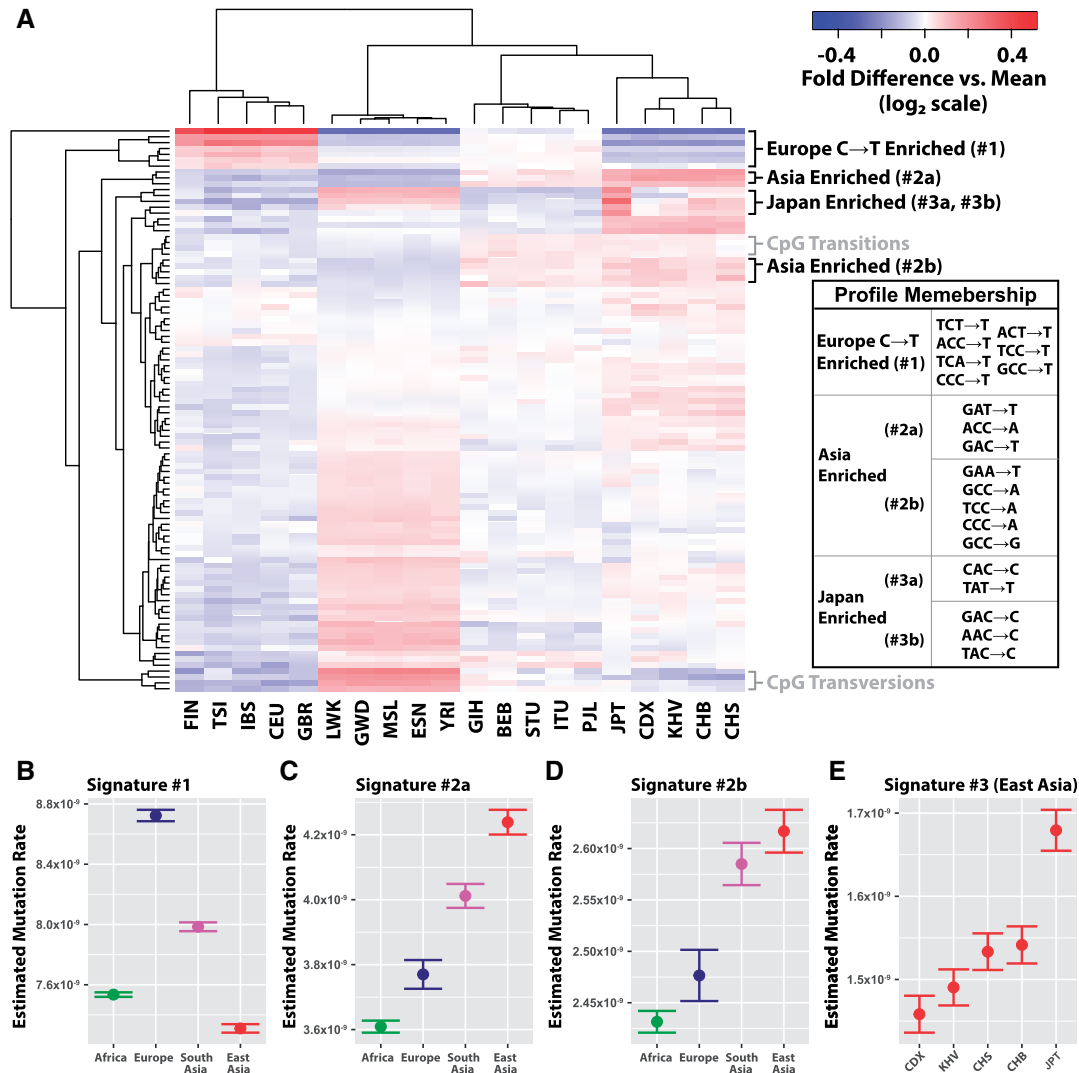 A
-0.4 0.0 0.4
Fold Difference vs. Mean
(log₂ scale)
Europe C→T Enriched (#1)
Asia Enriched (#2a)
Japan Enriched (#3a, #3b)
CpG Transitions
Asia Enriched (#2b)
Profile Memebership
Europe C→T
Enriched (#1)
TCT→T
ACC→T
TCA→T
CCC→T
ACT→T
TCC→T
GCC→T
Asia
Enriched
(#2a)
GAT→T
ACC→A
GAC→T
(#2b)
GAA→T
GCC→A
TCC→A
CCC→A
GCC→G
Japan
Enriched
(#3a)
CAC→C
TAT→T
(#3b)
GAC→C
AAC→C
TAC→C
CpG Transversions
FIN TSI IBS CEU GBR LWK GWD MSL ESN YRI GIH BEB STU ITU PJL JPT CDX KHV CHB CHS
B
Signature #1
Estimated Mutation Rate
8.8x10⁻⁹
8.4x10⁻⁹
8.0x10⁻⁹
7.6x10⁻⁹
Africa Europe South Asia East Asia
C
Signature #2a
Estimated Mutation Rate
4.2x10⁻⁹
4.0x10⁻⁹
3.8x10⁻⁹
3.6x10⁻⁹
Africa Europe South Asia East Asia
D
Signature #2b
Estimated Mutation Rate
2.60x10⁻⁹
2.55x10⁻⁹
2.50x10⁻⁹
2.45x10⁻⁹
Africa Europe South Asia East Asia
E
Signature #3 (East Asia)
Estimated Mutation Rate
1.7x10⁻⁹
1.6x10⁻⁹
1.5x10⁻⁹
CDX KHV CHS CHB JPT